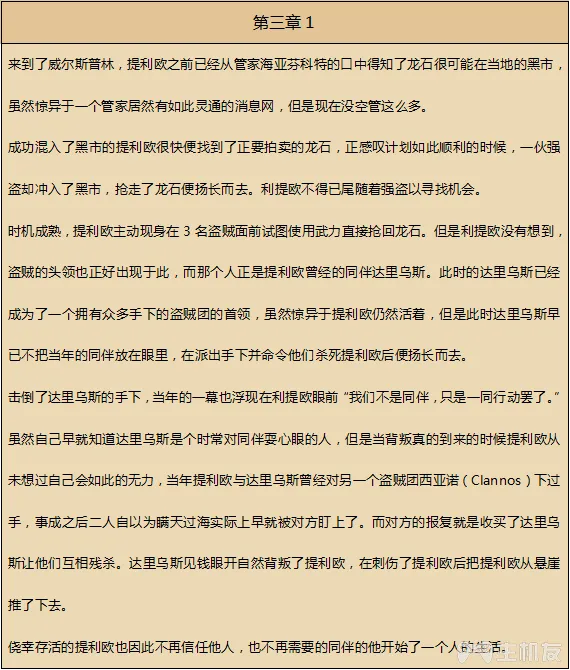 第三章 1
来到了威尔斯普林，提利欧之前已经从管家海亚芬科特的口中得知了龙石很可能在当地的黑市，
虽然惊异于一个管家居然有如此灵通的消息网，但是现在没空管这么多。
成功混入了黑市的提利欧很快便找到了正要拍卖的龙石，正感叹计划如此顺利的时候，一伙强
盗却冲入了黑市，抢走了龙石便扬长而去。利提欧不得已尾随着强盗以寻找机会。
时机成熟，提利欧主动现身在 3 名盗贼面前试图使用武力直接抢回龙石。但是利提欧没有想到，
盗贼的头领也正好出现于此，而那个人正是提利欧曾经的同伴达里乌斯。此时的达里乌斯已经
成为了一个拥有众多手下的盗贼团的首领，虽然惊异于提利欧仍然活着，但是此时达里乌斯早
已不把当年的同伴放在眼里，在派出手下并命令他们杀死提利欧后便扬长而去。
击倒了达里乌斯的手下，当年的一幕也浮现在利提欧眼前“我们不是同伴，只是一同行动罢了。”
虽然自己早就知道达里乌斯是个时常对同伴耍心眼的人，但是当背叛真的到来的时候提利欧从
未想过自己会如此的无力，当年提利欧与达里乌斯曾经对另一个盗贼团西亚诺（Clannos）下过
手，事成之后二人自以为瞒天过海实际上早就被对方盯上了。而对方的报复就是收买了达里乌
斯让他们互相残杀。达里乌斯见钱眼开自然背叛了提利欧，在刺伤了提利欧后把提利欧从悬崖
推了下去。
侥幸存活的提利欧也因此不再信任他人，也不再需要的同伴的他开始了一个人的生活。